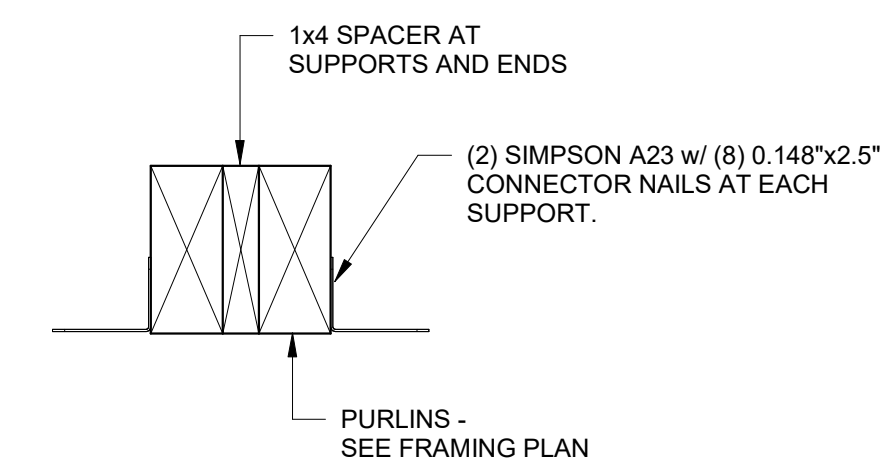 1x4 SPACER AT
SUPPORTS AND ENDS
(2) SIMPSON A23 w/ (8) 0.148"x2.5"
CONNECTOR NAILS AT EACH
SUPPORT.
PURLINS -
SEE FRAMING PLAN